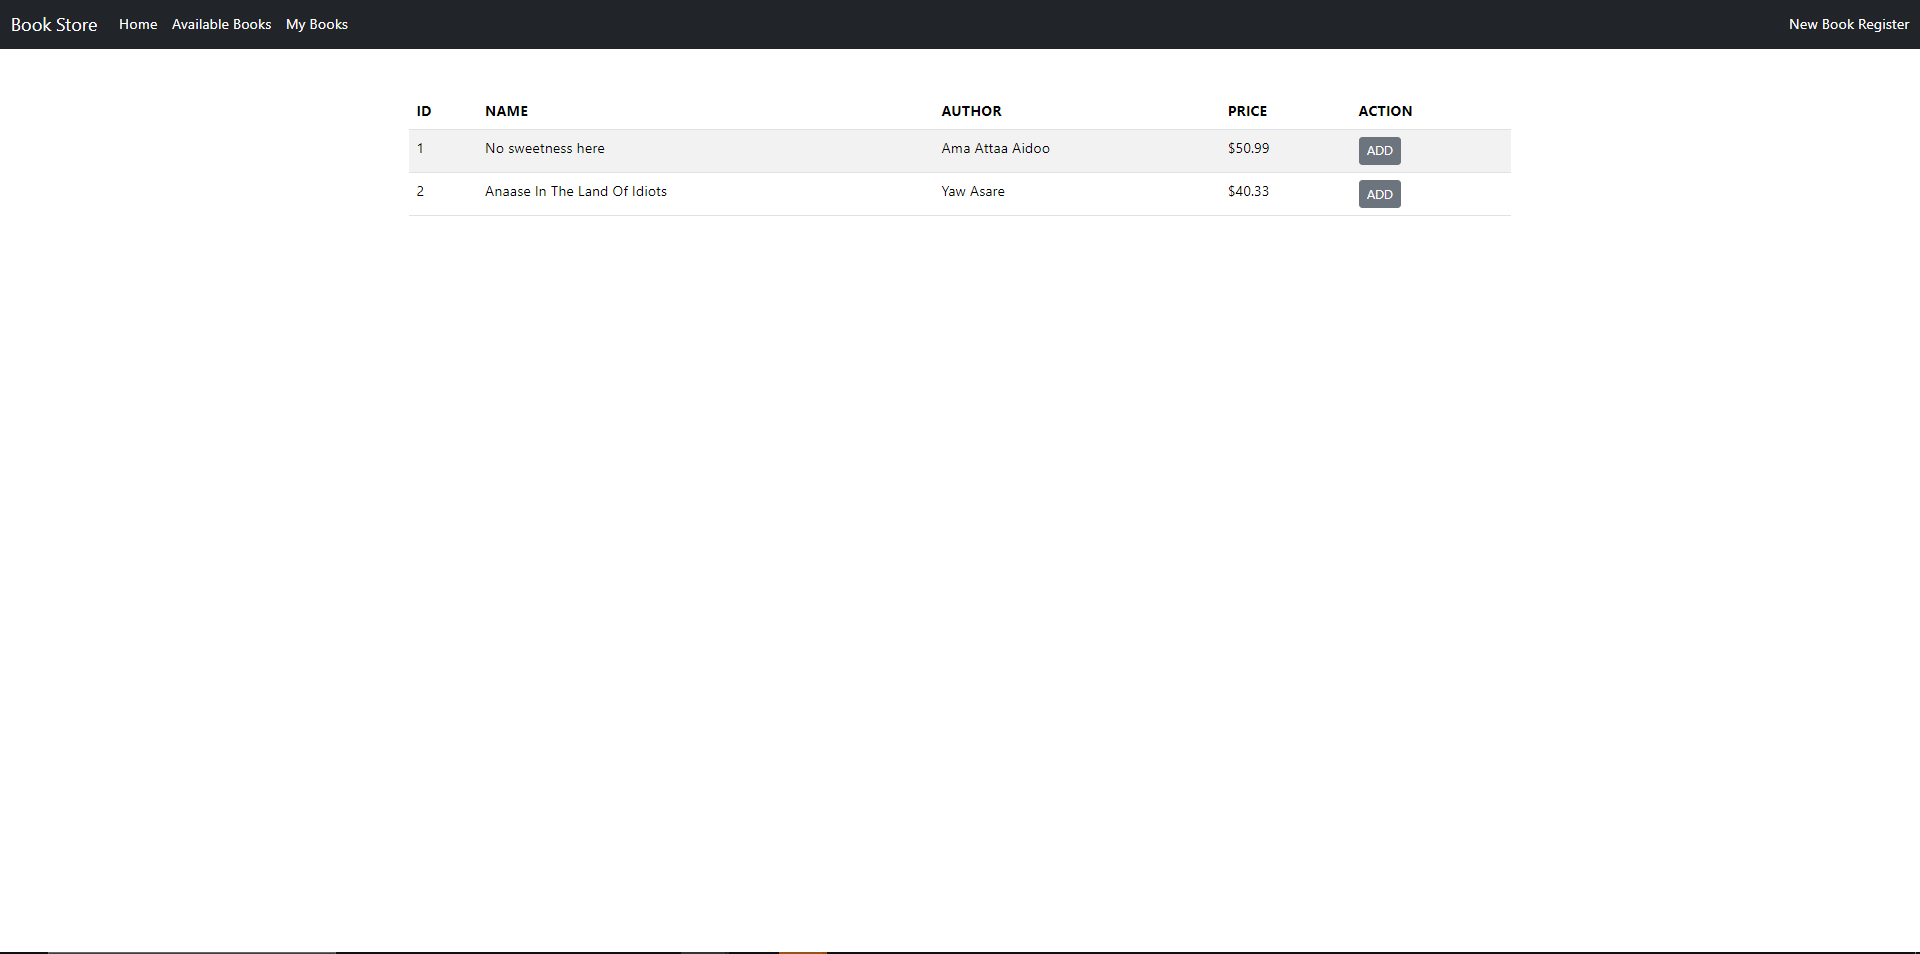 Book Store Home Available Books My Books New Book Register
ID NAME AUTHOR PRICE ACTION
1 No sweetness here Ama Attaa Aidoo $50.99 ADD
2 Anaase In The Land Of Idiots Yaw Asare $40.33 ADD